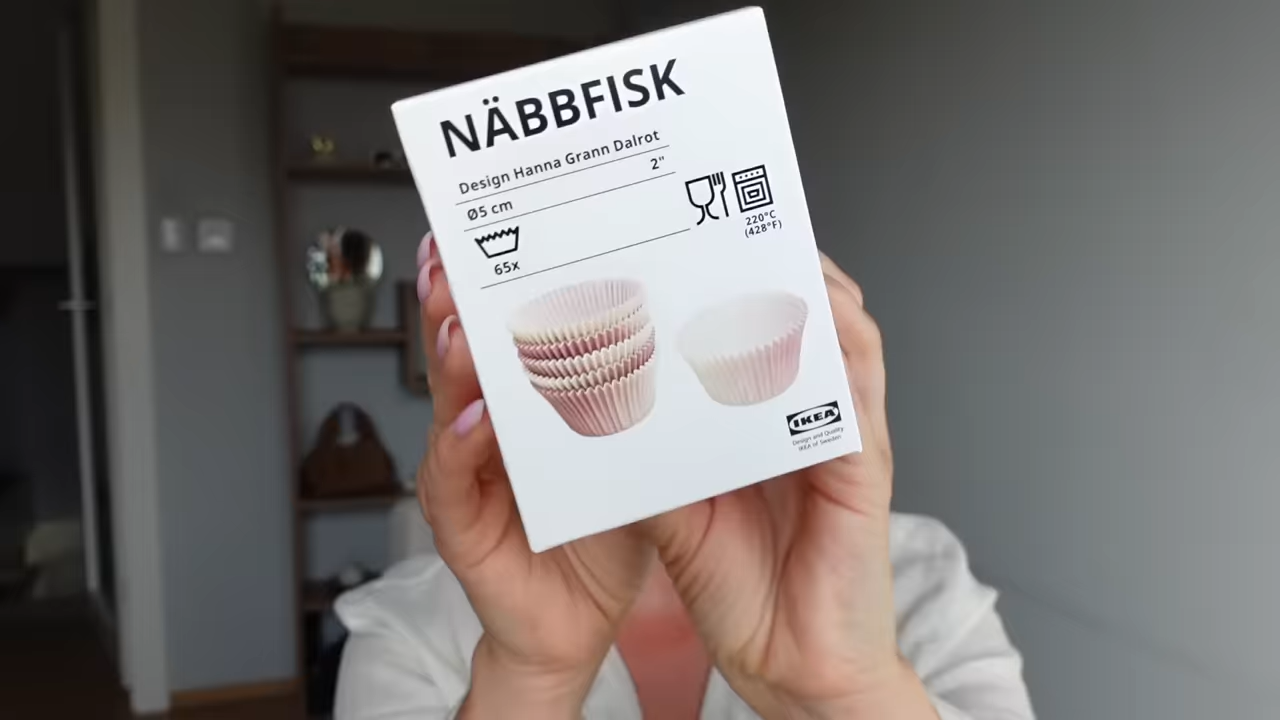 NÄBBFISK
Design Hanna Grann Dalrot
Ø5 cm 2"
65x
220°C
(428°F)
IKEA
Design and Quality
IKEA of Sweden